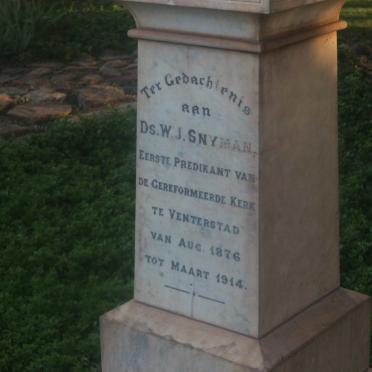 Ter Gedachtenis
aan
Ds. W. J. SNYMAN,
EERSTE PREDIKANT VAN
DE GEREFORMEERDE KERK
TE VENTERSTAD
VAN AUG. 1876
TOT MAART 1914.